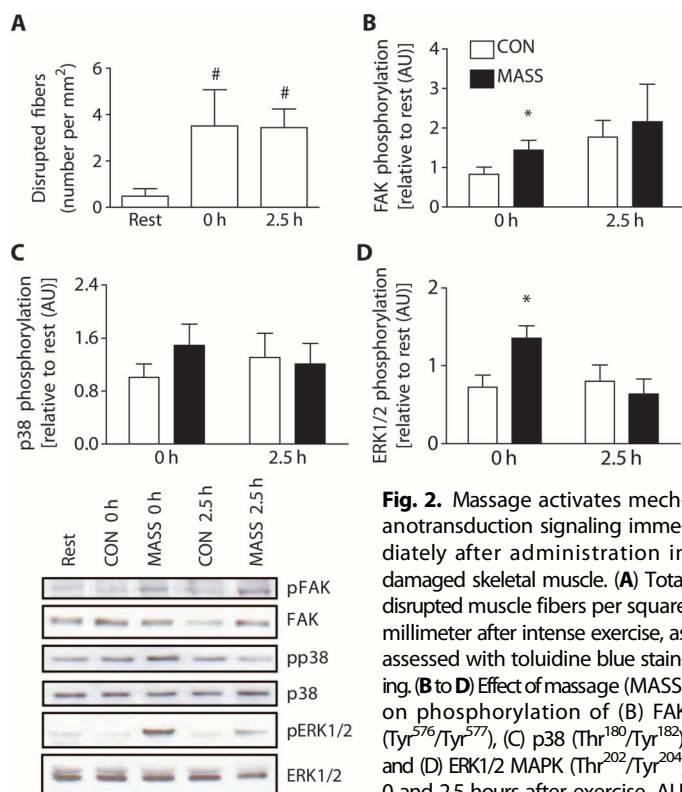 A
Disrupted fibers
(number per mm²)
6
4
2
0
Rest
0 h
2.5 h
#
#
B
FAK phosphorylation
[relative to rest (AU)]
4
3
2
1
0
CON
MASS
*
0 h
2.5 h
C
p38 phosphorylation
[relative to rest (AU)]
2.4
1.6
0.8
0.0
0 h
2.5 h
D
ERK1/2 phosphorylation
[relative to rest (AU)]
2
1
0
*
0 h
2.5 h
Rest
CON 0 h
MASS 0 h
CON 2.5 h
MASS 2.5 h
pFAK
FAK
pp38
p38
pERK1/2
ERK1/2
Fig. 2. Massage activates mech-
anotransduction signaling imme-
diately after administration in
damaged skeletal muscle. (A) Total
disrupted muscle fibers per square
millimeter after intense exercise, as
assessed with toluidine blue stain-
ing. (B to D) Effect of massage (MASS)
on phosphorylation of (B) FAK
(Tyr⁵⁷⁶/Tyr⁵⁷⁷), (C) p38 (Thr¹⁸⁰/Tyr¹⁸²)
and (D) ERK1/2 MAPK (Thr²⁰²/Tyr²⁰⁴
0 and 2.5 hours after exercise. AU